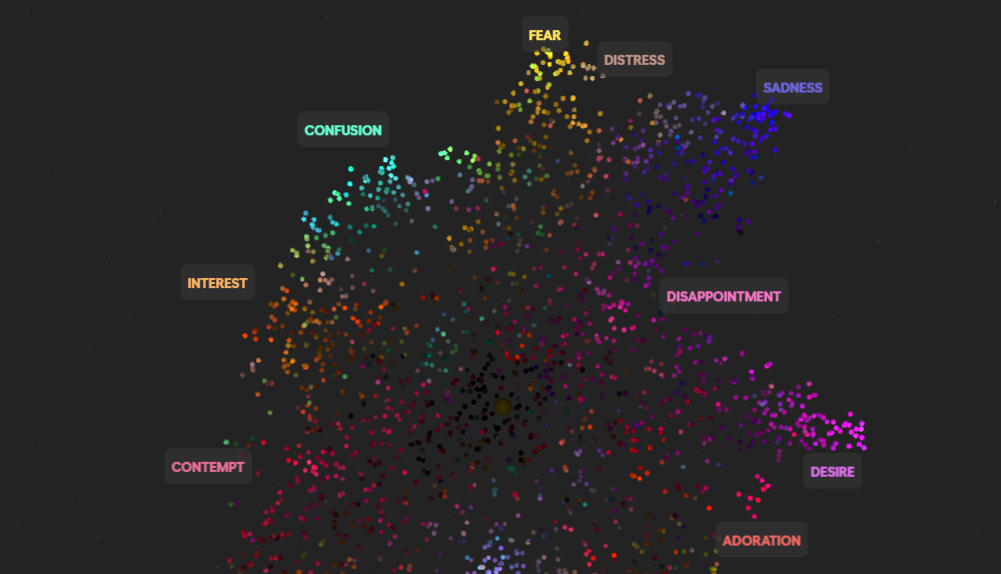 FEAR
DISTRESS
SADNESS
CONFUSION
INTEREST
DISAPPOINTMENT
CONTEMPT
DESIRE
ADORATION